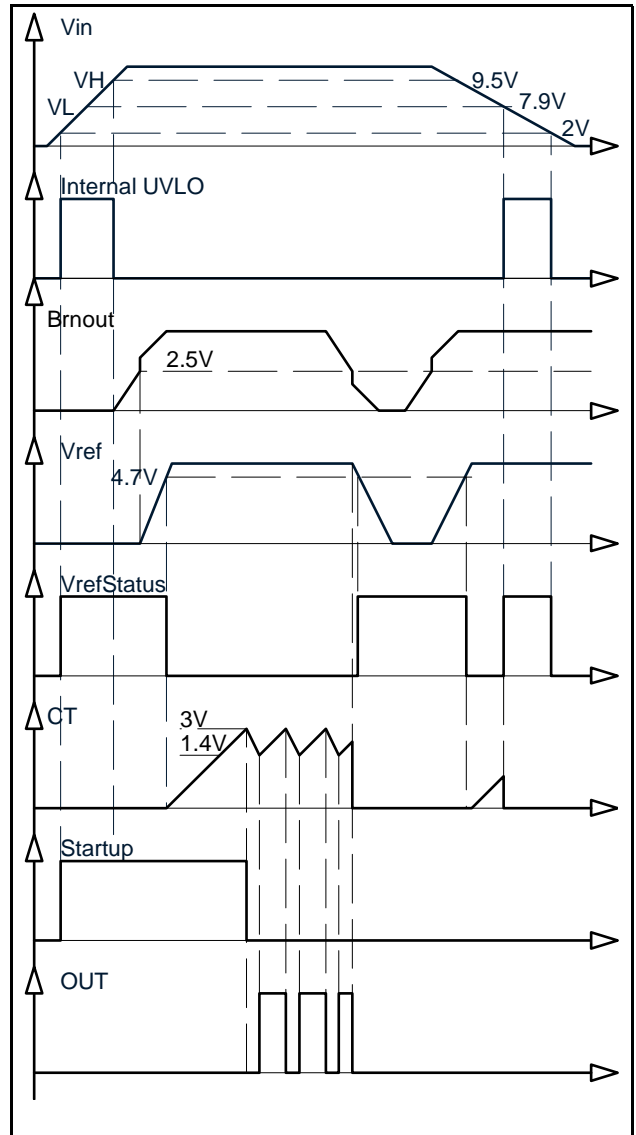 Vin
VH
9.5V
VL
7.9V
2V
Internal UVLO
Brnout
2.5V
Vref
4.7V
VrefStatus
CT
3V
1.4V
Startup
OUT